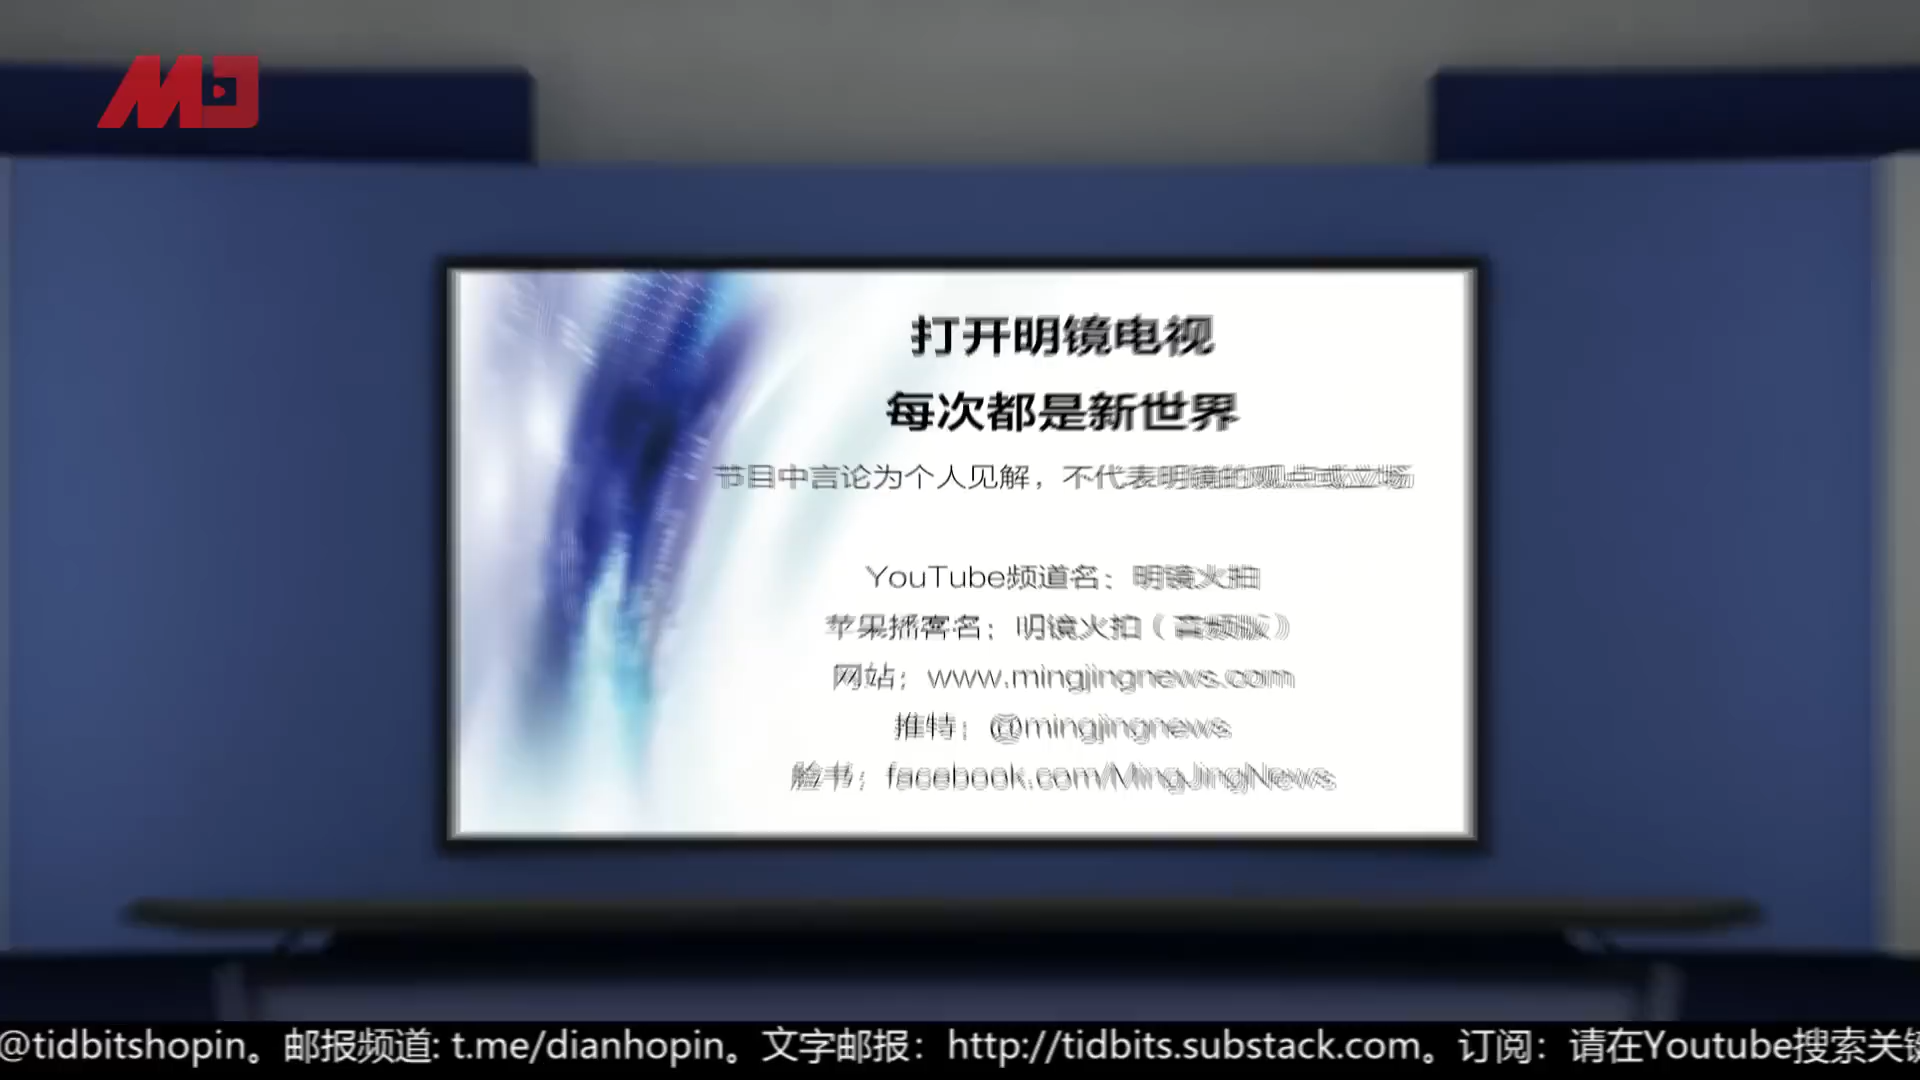 MJ
打开明镜电视
每次都是新世界
节目中言论为个人见解，不代表明镜的观点或立场
YouTube频道名：明镜火拍
苹果播客名：明镜火拍（音频版）
网站：www.mingjingnews.com
推特：@mingjingnews
脸书：facebook.com/MingJingNews
@tidbitshopin。邮报频道: t.me/dianhopin。文字邮报：http://tidbits.substack.com。订阅：请在Youtube搜索关键